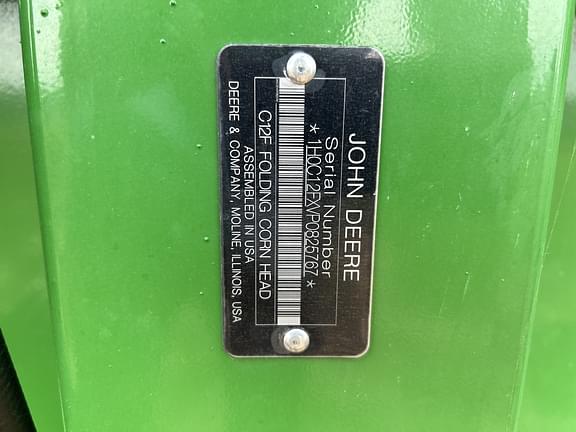 JOHN DEERE
Serial Number
* 1H0C12FXVP0825767 *
C12F FOLDING CORN HEAD
ASSEMBLED IN USA
DEERE & COMPANY, MOLINE, ILLINOIS, USA